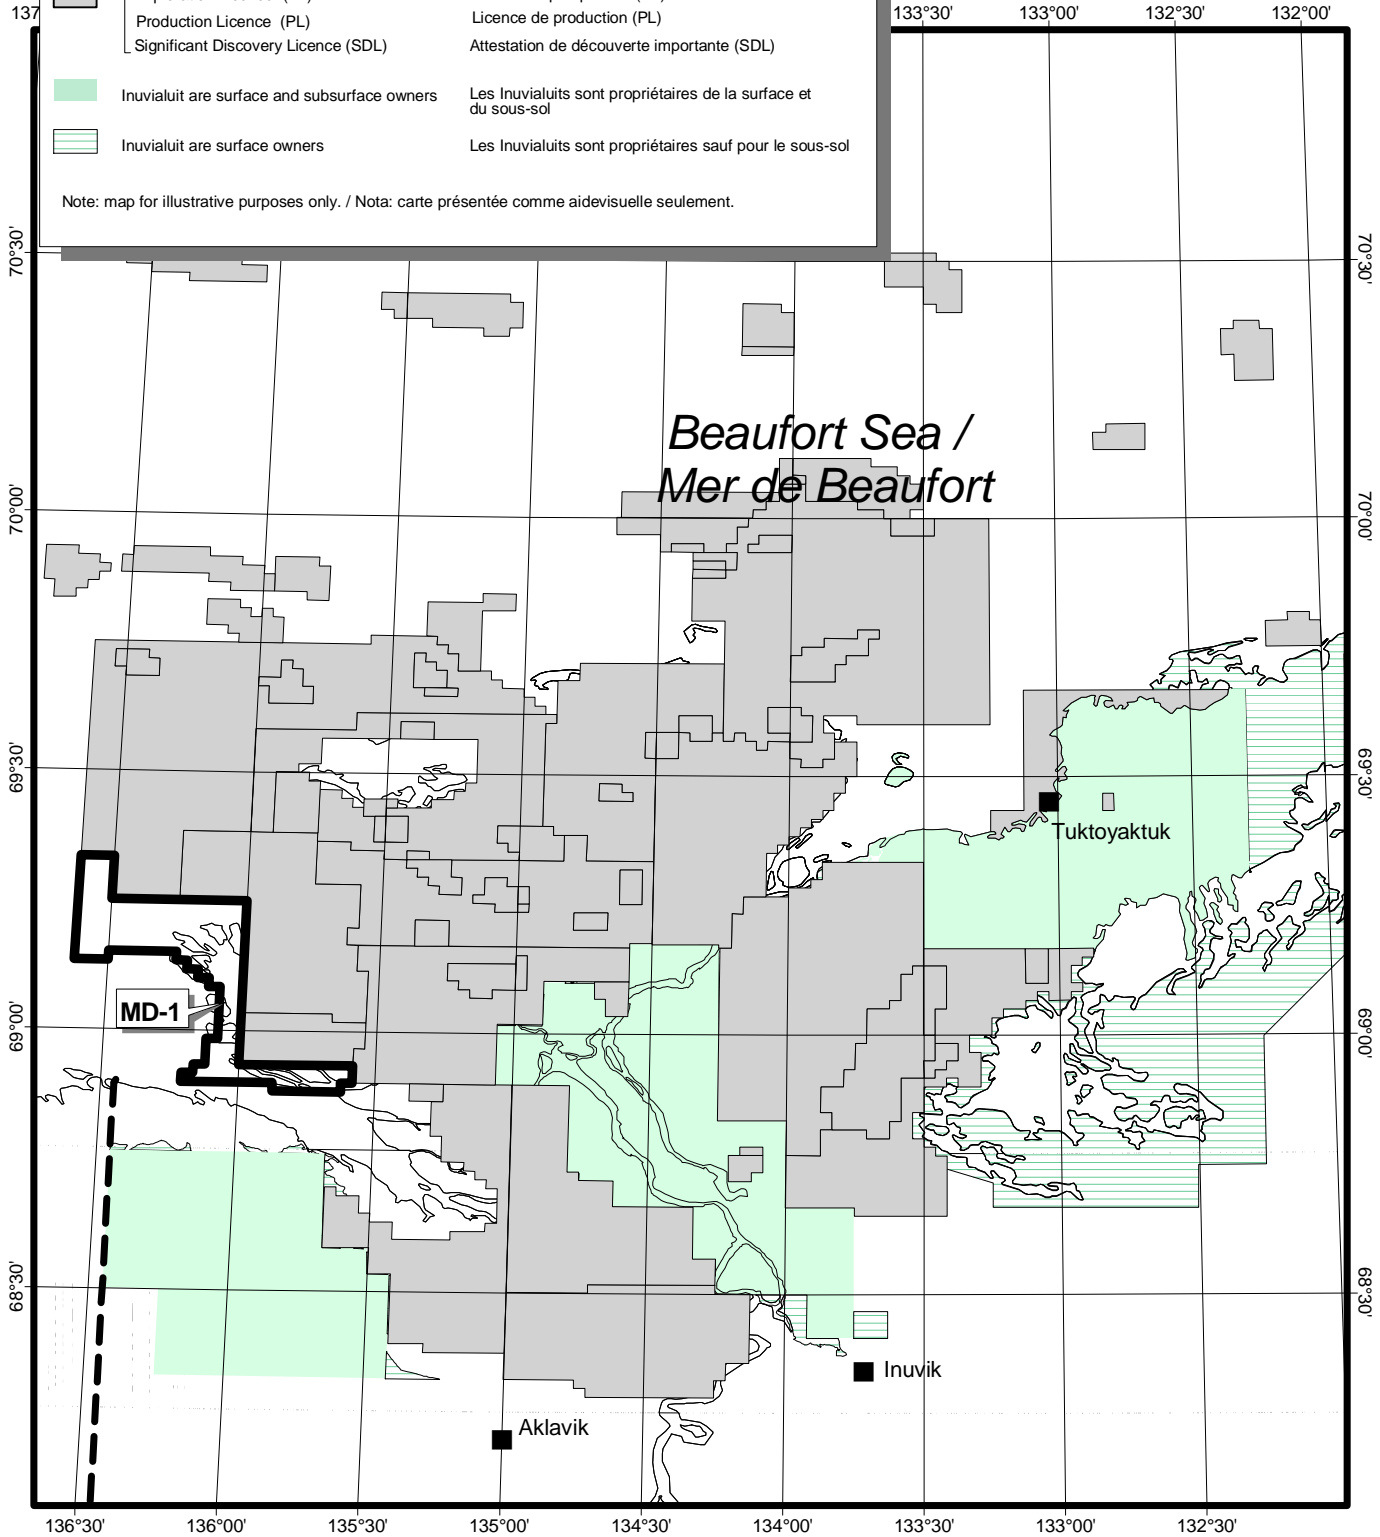 137
133°30'
133°00'
132°30'
132°00'
Production Licence (PL)
Licence de production (PL)
Significant Discovery Licence (SDL)
Attestation de découverte importante (SDL)
Inuvialuit are surface and subsurface owners
Les Inuvialuits sont propriétaires de la surface et
du sous-sol
Inuvialuit are surface owners
Les Inuvialuits sont propriétaires sauf pour le sous-sol
Note: map for illustrative purposes only. / Nota: carte présentée comme aidevisuelle seulement.
70°30'
70°30'
Beaufort Sea /
Mer de Beaufort
70°00'
70°00'
69°30'
69°30'
Tuktoyaktuk
MD-1
69°00'
69°00'
68°30'
68°30'
Inuvik
Aklavik
136°30'
136°00'
135°30'
135°00'
134°30'
134°00'
133°30'
133°00'
132°30'